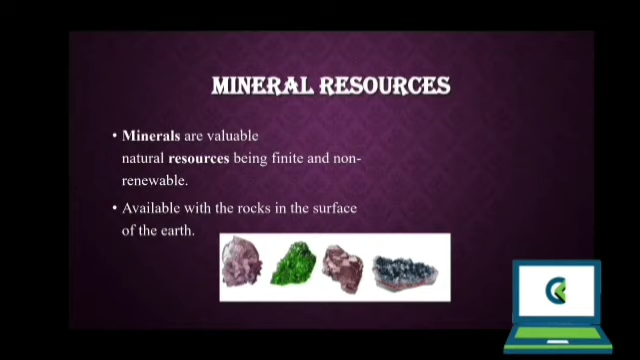 MINERAL RESOURCES
• Minerals are valuable
natural resources being finite and non-
renewable.
• Available with the rocks in the surface
of the earth.